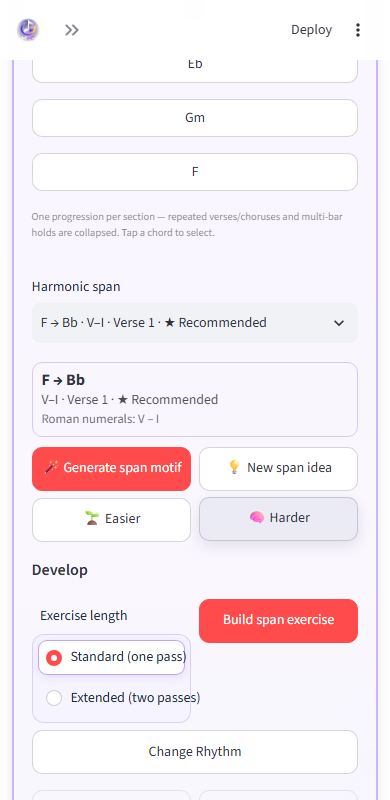 Deploy
Eb
Gm
F
One progression per section — repeated verses/choruses and multi-bar
holds are collapsed. Tap a chord to select.
Harmonic span
F → Bb · V–I · Verse 1 · ★ Recommended
F → Bb
V–I · Verse 1 · ★ Recommended
Roman numerals: V – I
🪄 Generate span motif
💡 New span idea
🌱 Easier
🧠 Harder
Develop
Exercise length
Build span exercise
Standard (one pass)
Extended (two passes)
Change Rhythm